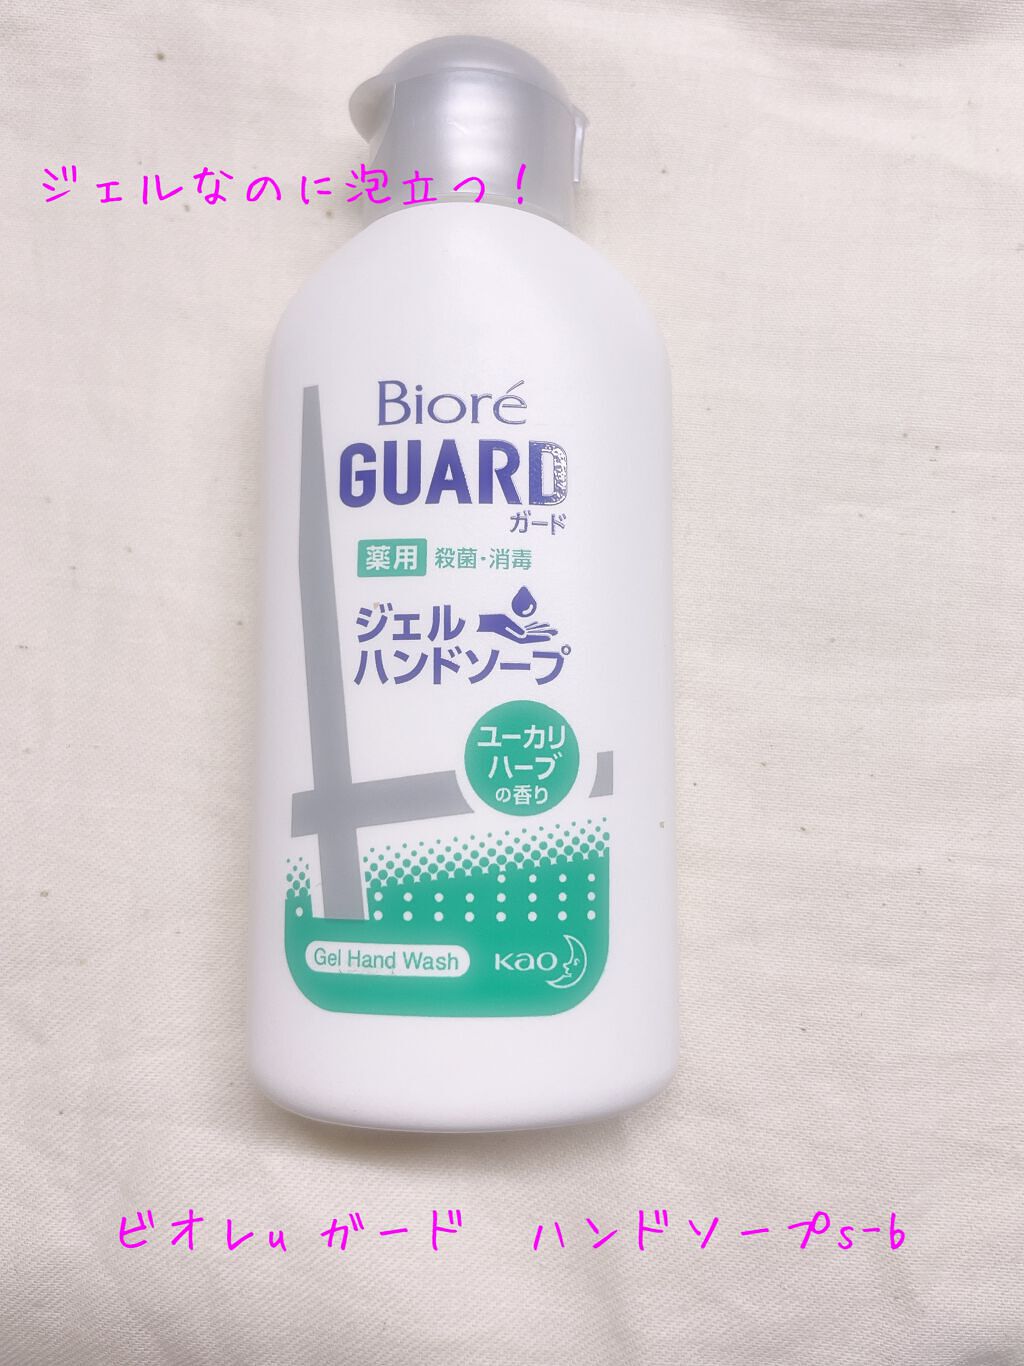 ジェルなのに泡立つ！
Bioré
GUARD
ガード
薬用 殺菌・消毒
ジェル
ハンドソープ
ユーカリ
ハーブ
の香り
Gel Hand Wash
Kao
ビオレu ガード ハンドソープs-b